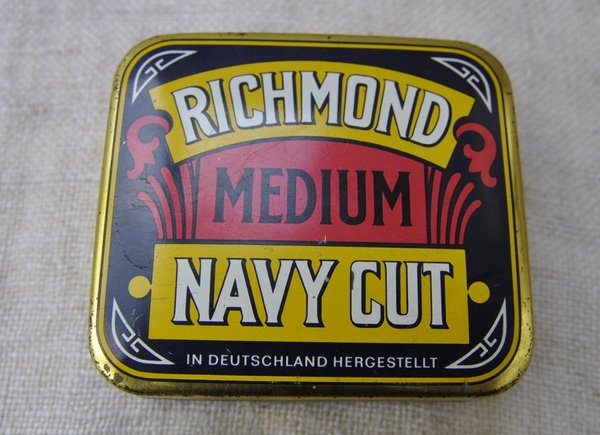 RICHMOND
MEDIUM
NAVY CUT
IN DEUTSCHLAND HERGESTELLT